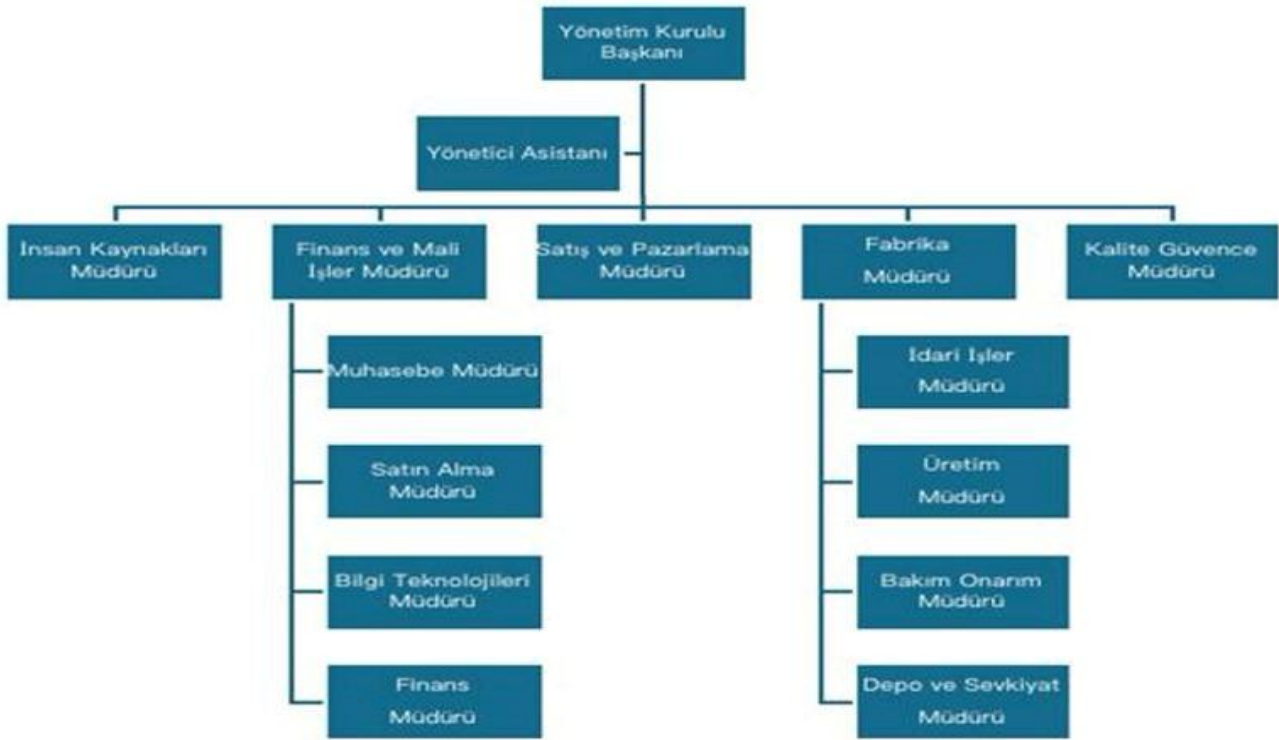 Yönetim Kurulu
Başkanı
Yönetici Asistanı
İnsan Kaynakları
Müdürü
Finans ve Mali
İşler Müdürü
Satış ve Pazarlama
Müdürü
Fabrika
Müdürü
Kalite Güvence
Müdürü
Muhasebe Müdürü
Satın Alma
Müdürü
Bilgi Teknolojileri
Müdürü
Finans
Müdürü
İdari İşler
Müdürü
Üretim
Müdürü
Bakım Onarım
Müdürü
Depo ve Sevkiyat
Müdürü